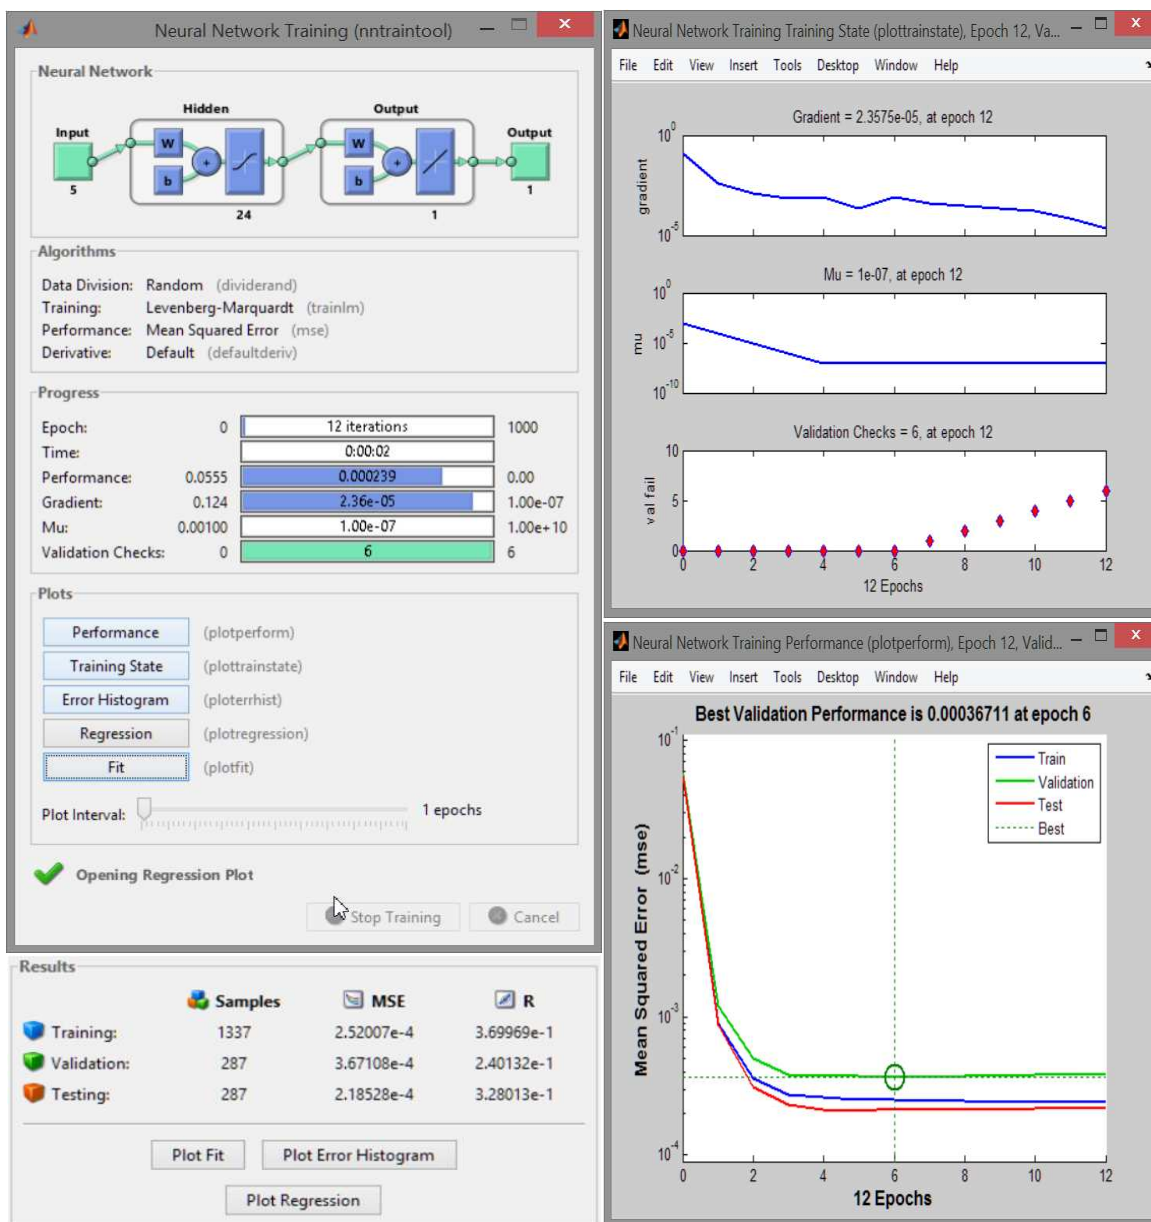 Neural Network Training (nntraintool)
Neural Network
Hidden
Output
Input
Output
W
W
+
+
b
b
5
1
24
1
Algorithms
Data Division: Random (dividerand)
Training: Levenberg-Marquardt (trainlm)
Performance: Mean Squared Error (mse)
Derivative: Default (defaultderiv)
Progress
Epoch: 0 12 iterations 1000
Time: 0:00:02
Performance: 0.0555 0.000239 0.00
Gradient: 0.124 2.36e-05 1.00e-07
Mu: 0.00100 1.00e-07 1.00e+10
Validation Checks: 0 6 6
Plots
Performance (plotperform)
Training State (plottrainstate)
Error Histogram (ploterrhist)
Regression (plotregression)
Fit (plotfit)
Plot Interval: 1 epochs
Opening Regression Plot
Stop Training Cancel
Results
Samples MSE R
Training: 1337 2.52007e-4 3.69969e-1
Validation: 287 3.67108e-4 2.40132e-1
Testing: 287 2.18528e-4 3.28013e-1
Plot Fit Plot Error Histogram
Plot Regression
Neural Network Training Training State (plottrainstate), Epoch 12, Va...
File Edit View Insert Tools Desktop Window Help
Gradient = 2.3575e-05, at epoch 12
10^0
gradient
10^-5
Mu = 1e-07, at epoch 12
10^0
mu
10^-5
10^-10
Validation Checks = 6, at epoch 12
10
val fail
5
0
0 2 4 6 8 10 12
12 Epochs
Neural Network Training Performance (plotperform), Epoch 12, Valid...
File Edit View Insert Tools Desktop Window Help
Best Validation Performance is 0.00036711 at epoch 6
10^-1
Train
Validation
Test
Best
Mean Squared Error (mse)
10^-2
10^-3
10^-4
0 2 4 6 8 10 12
12 Epochs